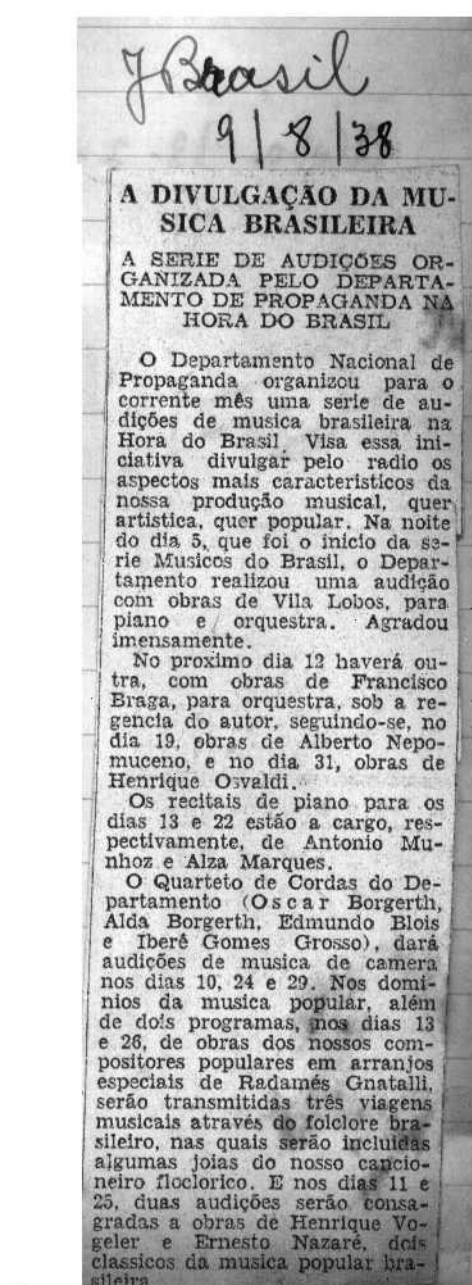 J Brasil
9/8/38
A DIVULGAÇÃO DA MU-
SICA BRASILEIRA
A SERIE DE AUDIÇÕES OR-
GANIZADA PELO DEPARTA-
MENTO DE PROPAGANDA NA
HORA DO BRASIL
O Departamento Nacional de
Propaganda organizou para o
corrente mês uma serie de au-
dições de musica brasileira na
Hora do Brasil. Visa essa ini-
ciativa divulgar pelo radio os
aspectos mais caracteristicos da
nossa produção musical, quer
artistica, quer popular. Na noite
do dia 5, que foi o inicio da se-
rie Musicos do Brasil, o Depar-
tamento realizou uma audição
com obras de Vila Lobos, para
piano e orquestra. Agradou
imensamente.
No proximo dia 12 haverá ou-
tra, com obras de Francisco
Braga, para orquestra, sob a re-
gencia do autor, seguindo-se, no
dia 19, obras de Alberto Nepo-
muceno, e no dia 31, obras de
Henrique Osvaldi.
Os recitais de piano para os
dias 13 e 22 estão a cargo, res-
pectivamente, de Antonio Mu-
nhoz e Alza Marques.
O Quarteto de Cordas do De-
partamento (Oscar Borgerth,
Alda Borgerth, Edmundo Blois
e Iberê Gomes Grosso), dará
audições de musica de camera
nos dias 10, 24 e 29. Nos domi-
nios da musica popular, além
de dois programas, nos dias 13
e 26, de obras dos nossos com-
positores populares em arranjos
especiais de Radamés Gnatalli,
serão transmitidas três viagens
musicais através do folclore bra-
sileiro, nas quais serão incluidas
algumas joias do nosso cancio-
neiro floclorico. E nos dias 11 e
25, duas audições serão consa-
gradas a obras de Henrique Vo-
geler e Ernesto Nazaré, dois
classicos da musica popular bra-
sileira